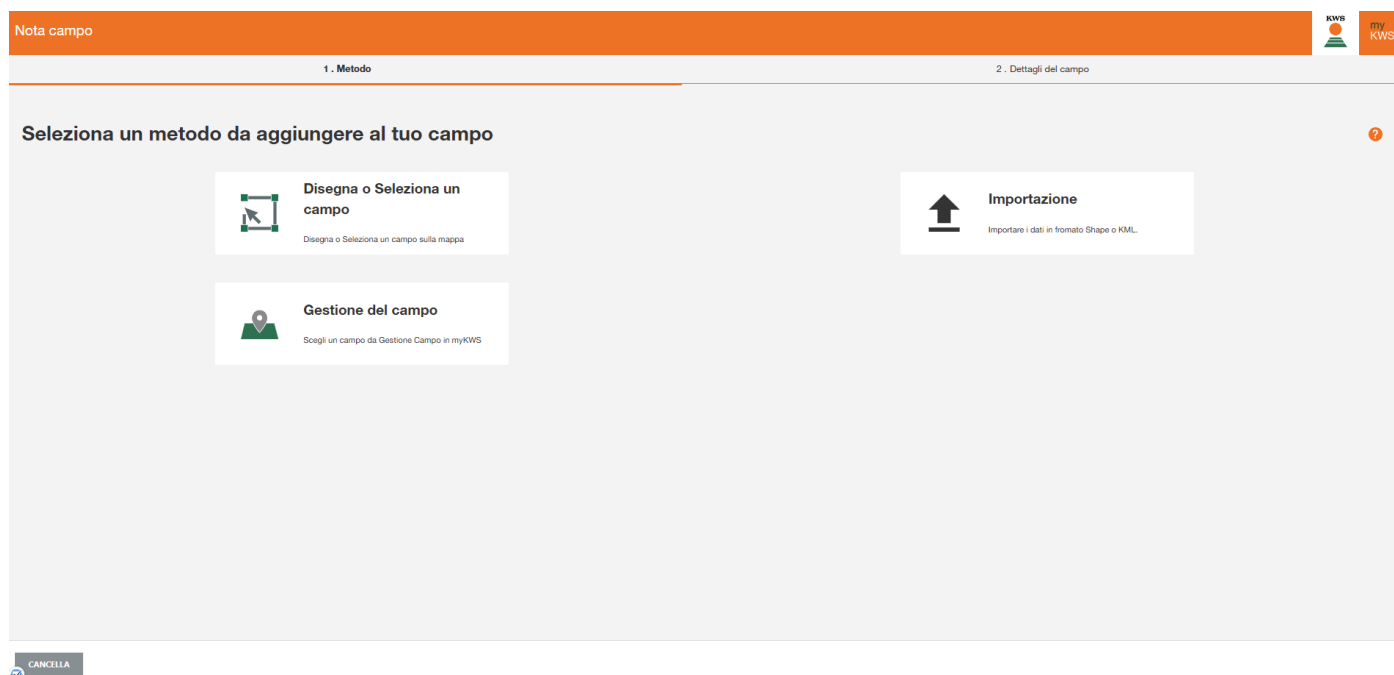 Nota campo
KWS
my
KWS
1 . Metodo
2 . Dettagli del campo
Seleziona un metodo da aggiungere al tuo campo
?
Disegna o Seleziona un
campo
Disegna o Seleziona un campo sulla mappa
Importazione
Importare i dati in fromato Shape o KML.
Gestione del campo
Scegli un campo da Gestione Campo in myKWS
CANCELLA